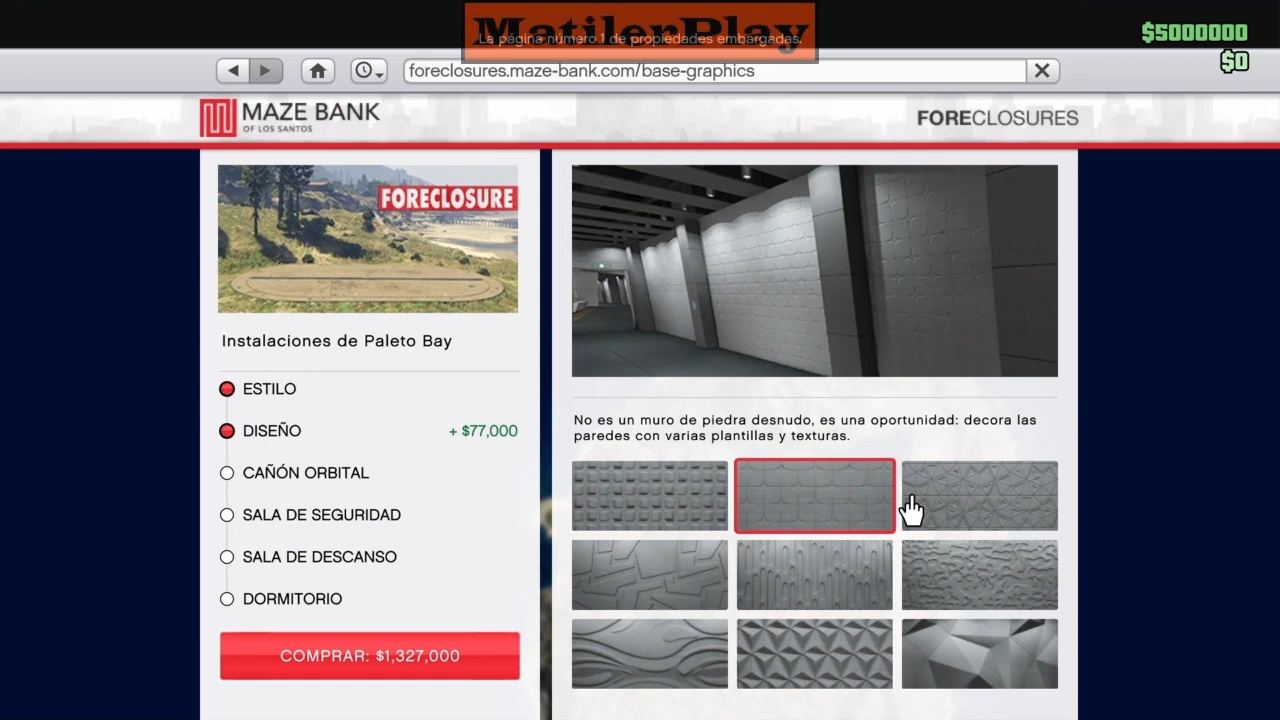 MatilerPlay
La página número 1 de propiedades embargadas.
$5000000
$0
foreclosures.maze-bank.com/base-graphics
MAZE BANK
OF LOS SANTOS
FORECLOSURES
FORECLOSURE
Instalaciones de Paleto Bay
ESTILO
DISEÑO + $77,000
CAÑÓN ORBITAL
SALA DE SEGURIDAD
SALA DE DESCANSO
DORMITORIO
COMPRAR: $1,327,000
No es un muro de piedra desnudo, es una oportunidad: decora las
paredes con varias plantillas y texturas.